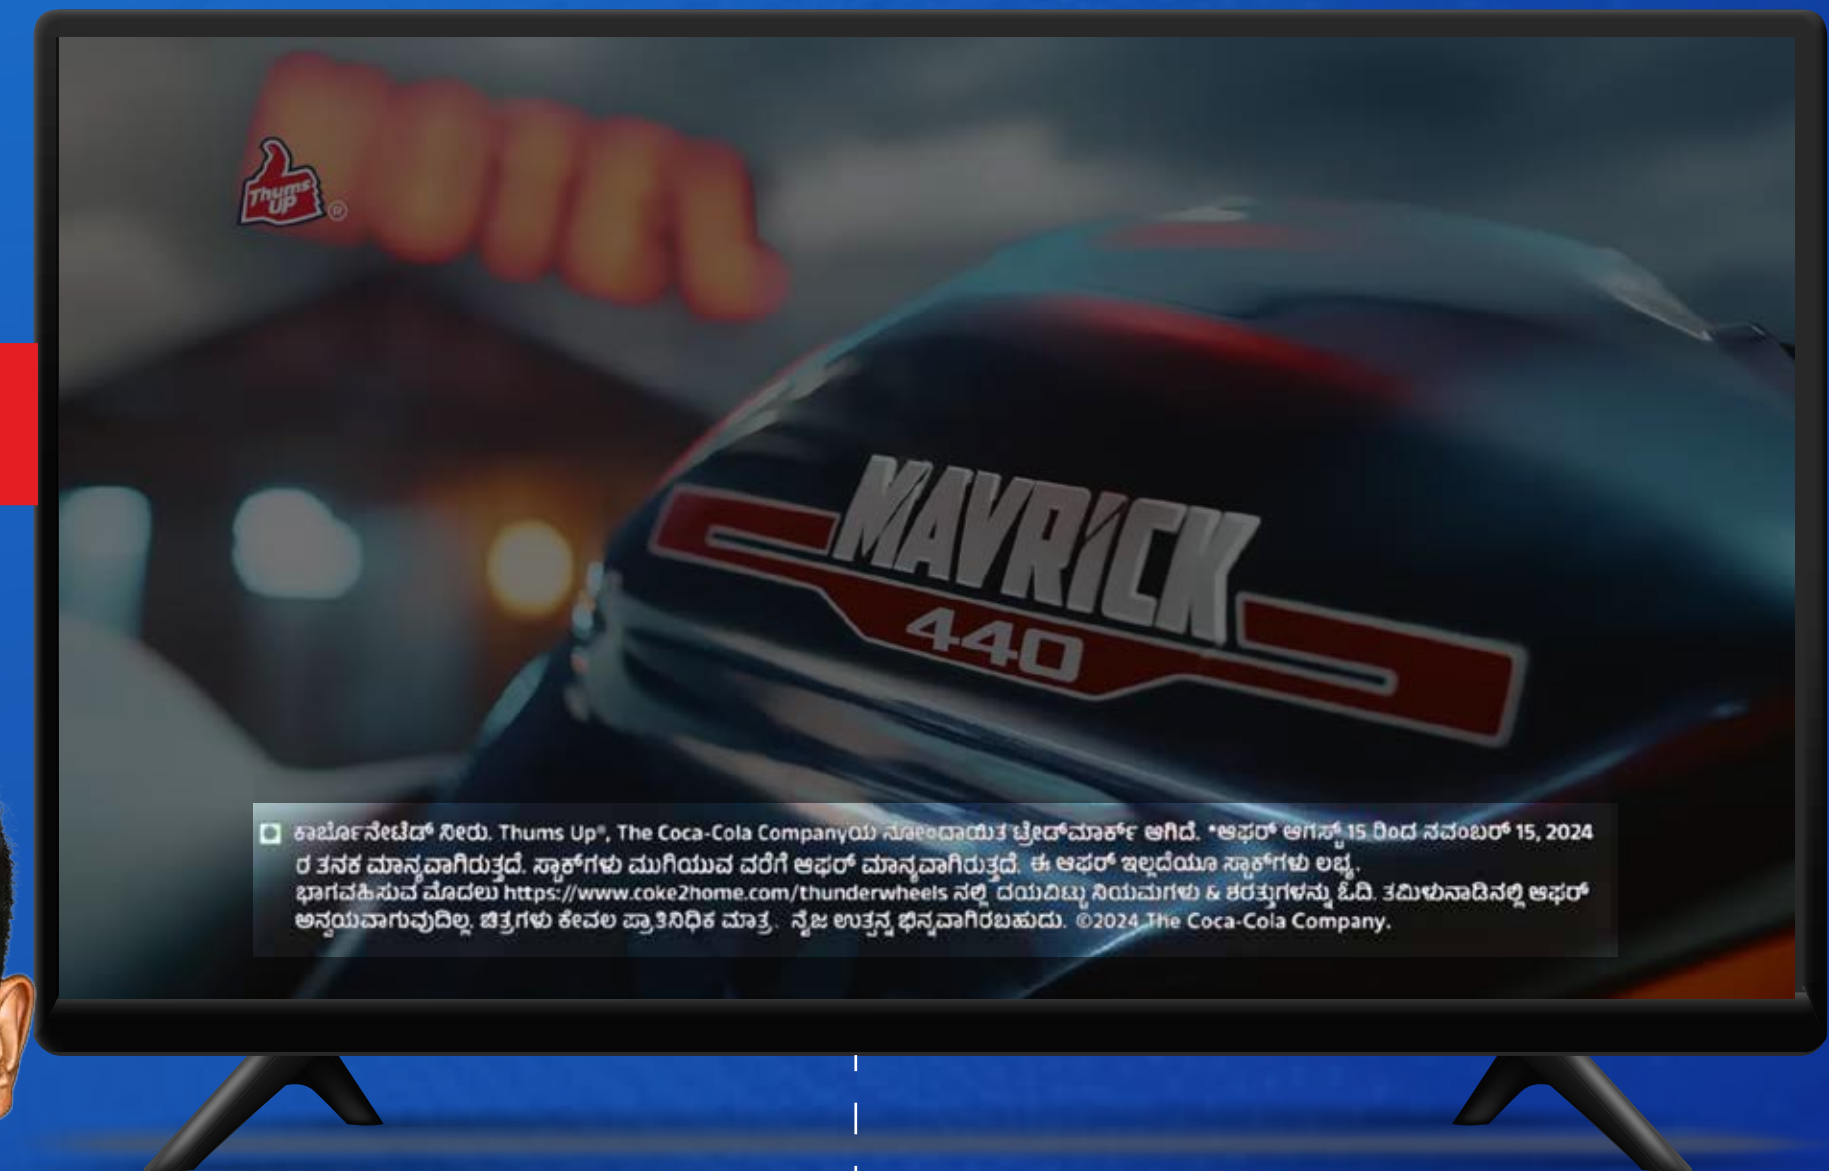 Thums
UP
®
MAVRICK
440
ಕಾರ್ಬೊನೇಟೆಡ್ ನೀರು. Thums Up®, The Coca-Cola Companyಯ ನೋಂದಾಯಿತ ಟ್ರೇಡ್‌ಮಾರ್ಕ್ ಆಗಿದೆ. *ಆಫರ್ ಆಗಸ್ಟ್ 15 ರಿಂದ ನವಂಬರ್ 15, 2024
ರ ತನಕ ಮಾನ್ಯವಾಗಿರುತ್ತದೆ. ಸ್ಟಾಕ್‌ಗಳು ಮುಗಿಯುವ ವರೆಗೆ ಆಫರ್ ಮಾನ್ಯವಾಗಿರುತ್ತದೆ. ಈ ಆಫರ್ ಇಲ್ಲದೆಯೂ ಸ್ಟಾಕ್‌ಗಳು ಲಭ್ಯ.
ಭಾಗವಹಿಸುವ ಮೊದಲು https://www.coke2home.com/thunderwheels ನಲ್ಲಿ ದಯವಿಟ್ಟು ನಿಯಮಗಳು & ಶರತ್ತುಗಳನ್ನು ಓದಿ. ತಮಿಳುನಾಡಿನಲ್ಲಿ ಆಫರ್
ಅನ್ವಯವಾಗುವುದಿಲ್ಲ. ಚಿತ್ರಗಳು ಕೇವಲ ಪ್ರಾತಿನಿಧಿಕ ಮಾತ್ರ. ನೈಜ ಉತ್ಪನ್ನ ಭಿನ್ನವಾಗಿರಬಹುದು. ©2024 The Coca-Cola Company.